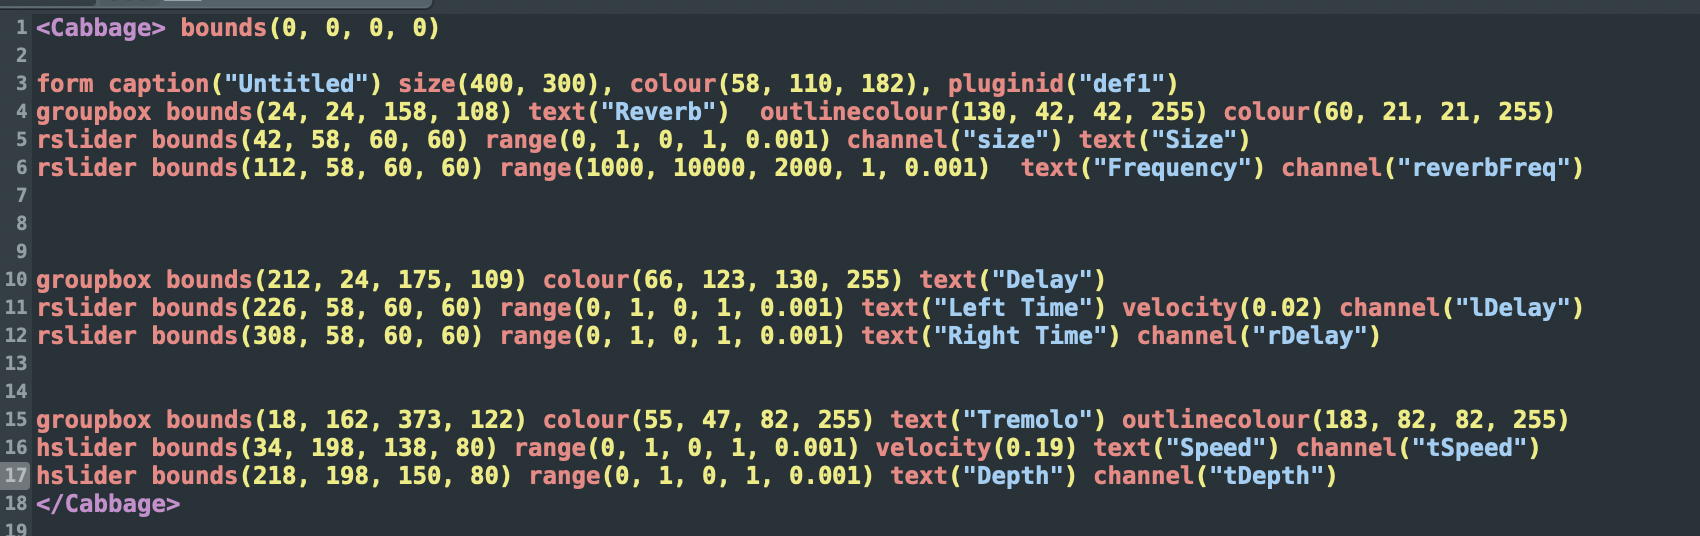 1 <Cabbage> bounds(0, 0, 0, 0)
2
3 form caption("Untitled") size(400, 300), colour(58, 110, 182), pluginid("def1")
4 groupbox bounds(24, 24, 158, 108) text("Reverb")  outlinecolour(130, 42, 42, 255) colour(60, 21, 21, 255)
5 rslider bounds(42, 58, 60, 60) range(0, 1, 0, 1, 0.001) channel("size") text("Size")
6 rslider bounds(112, 58, 60, 60) range(1000, 10000, 2000, 1, 0.001)  text("Frequency") channel("reverbFreq")
7
8
9
10 groupbox bounds(212, 24, 175, 109) colour(66, 123, 130, 255) text("Delay")
11 rslider bounds(226, 58, 60, 60) range(0, 1, 0, 1, 0.001) text("Left Time") velocity(0.02) channel("lDelay")
12 rslider bounds(308, 58, 60, 60) range(0, 1, 0, 1, 0.001) text("Right Time") channel("rDelay")
13
14
15 groupbox bounds(18, 162, 373, 122) colour(55, 47, 82, 255) text("Tremolo") outlinecolour(183, 82, 82, 255)
16 hslider bounds(34, 198, 138, 80) range(0, 1, 0, 1, 0.001) velocity(0.19) text("Speed") channel("tSpeed")
17 hslider bounds(218, 198, 150, 80) range(0, 1, 0, 1, 0.001) text("Depth") channel("tDepth")
18 </Cabbage>
19